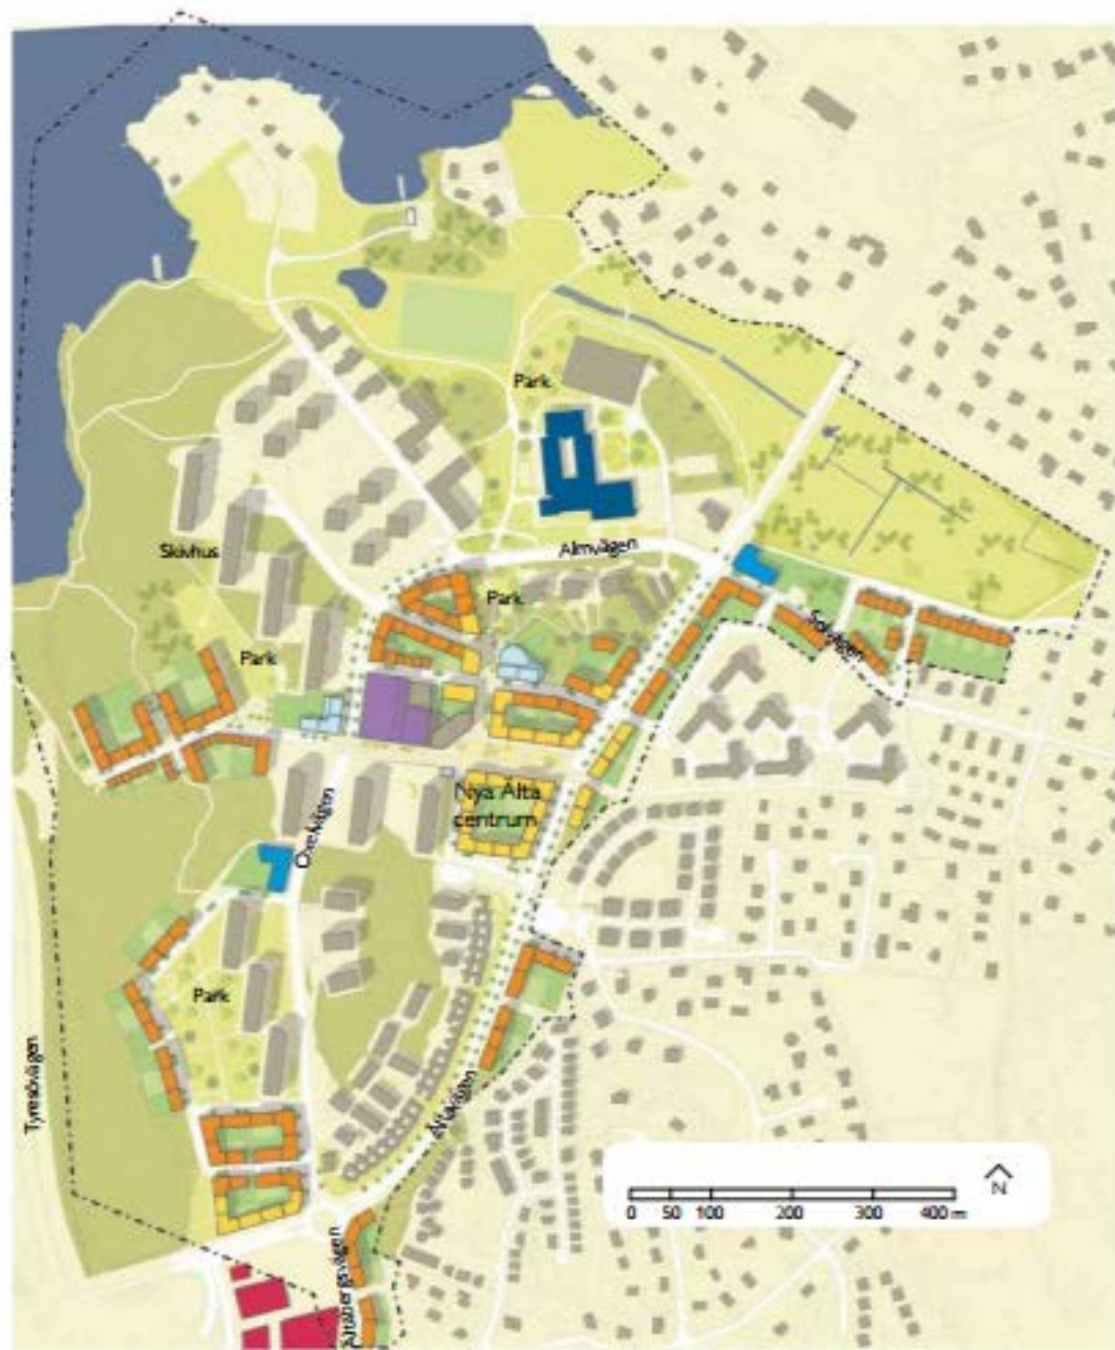 Park
Almvägen
Skivhus
Park
Solvägen
Park
Nya Älta
centrum
Oxelvägen
Park
Tyresövägen
Ältavägen
N
0 50 100 200 300 400 m
Ältabergsvägen